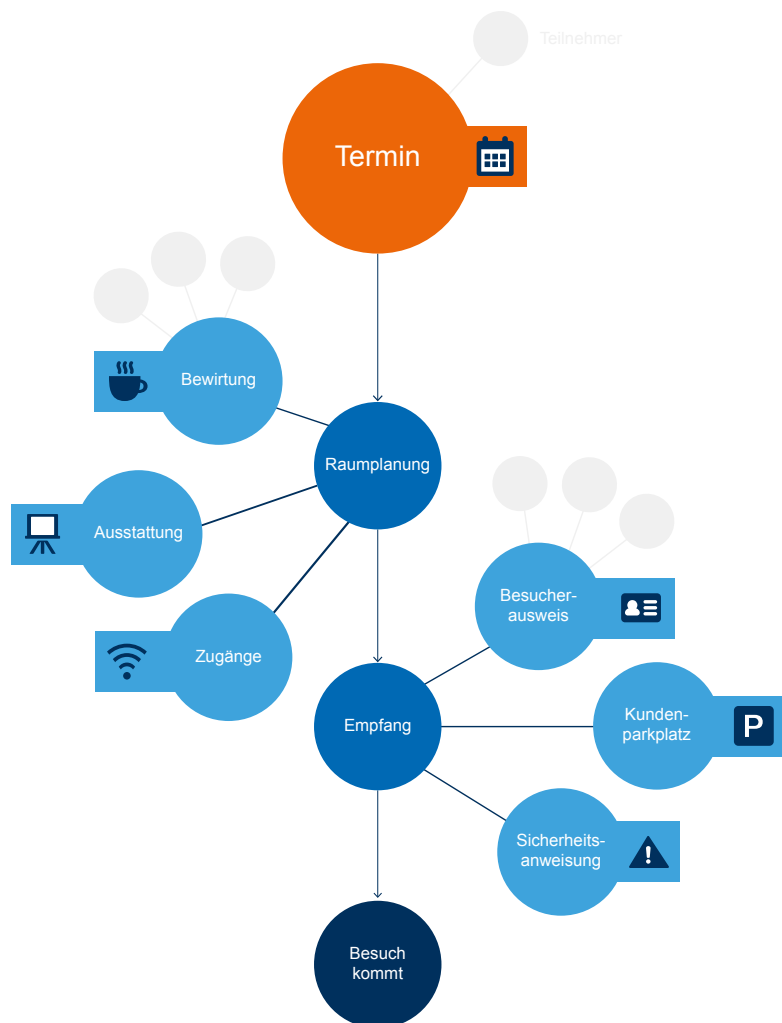 Teilnehmer
Termin
Bewirtung
Raumplanung
Ausstattung
Besucher-
ausweis
Zugänge
Kunden-
parkplatz
P
Empfang
Sicherheits-
anweisung
Besuch
kommt